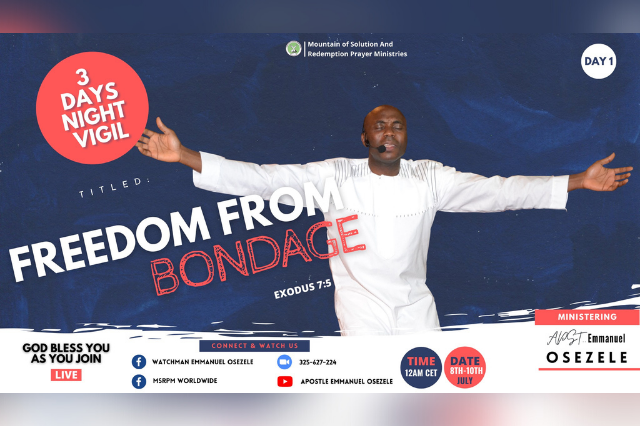 Mountain of Solution And
Redemption Prayer Ministries
DAY 1
3
DAYS
NIGHT
VIGIL
TITLED:
FREEDOM FROM
BONDAGE
EXODUS 7:5
MINISTERING
APST. Emmanuel
OSEZELE
GOD BLESS YOU
AS YOU JOIN
LIVE
CONNECT & WATCH US
WATCHMAN EMMANUEL OSEZELE
325-427-224
MSRPM WORLDWIDE
APOSTLE EMMANUEL OSEZELE
TIME
12AM CET
DATE
8TH-10TH
JULY